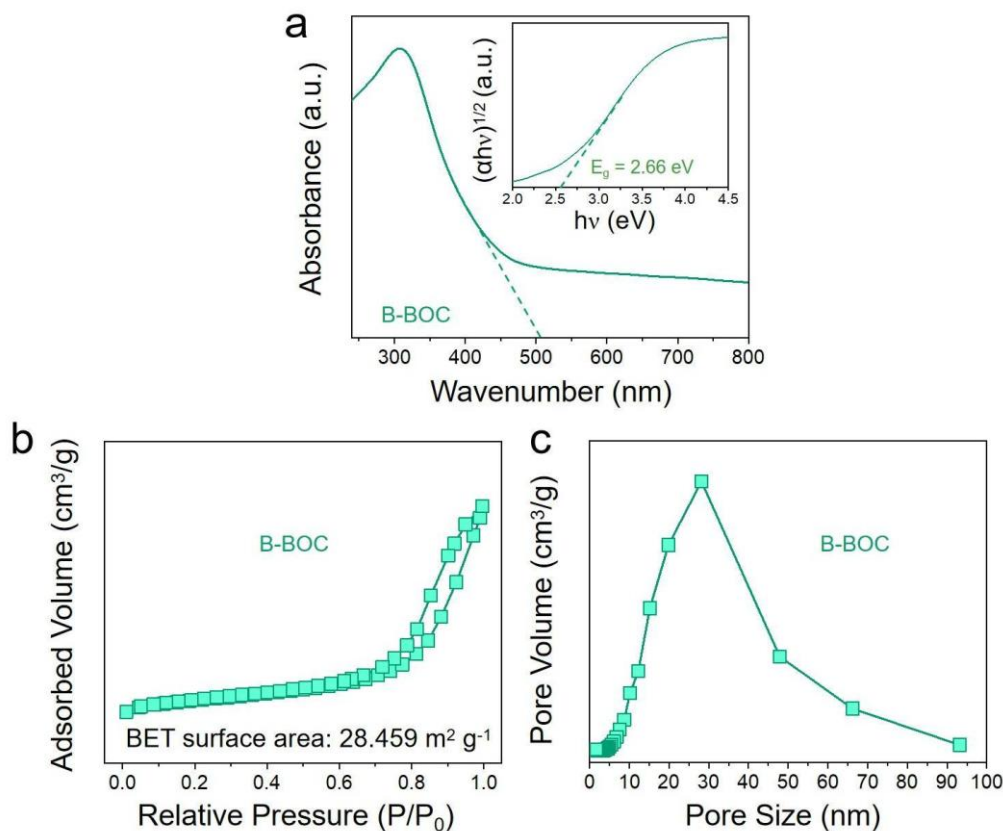 a
Absorbance (a.u.)
B-BOC
300 400 500 600 700 800
Wavenumber (nm)
(αhν)1/2 (a.u.)
Eg = 2.66 eV
2.0 2.5 3.0 3.5 4.0 4.5
hν (eV)
b
Adsorbed Volume (cm³/g)
B-BOC
BET surface area: 28.459 m² g-1
0.0 0.2 0.4 0.6 0.8 1.0
Relative Pressure (P/P0)
c
Pore Volume (cm³/g)
B-BOC
0 10 20 30 40 50 60 70 80 90 100
Pore Size (nm)